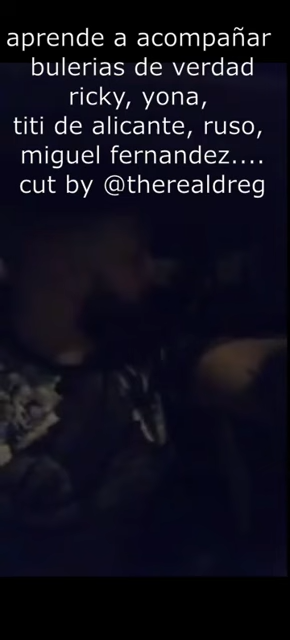 aprende a acompañar
bulerias de verdad
ricky, yona,
titi de alicante, ruso,
miguel fernandez....
cut by @therealdreg